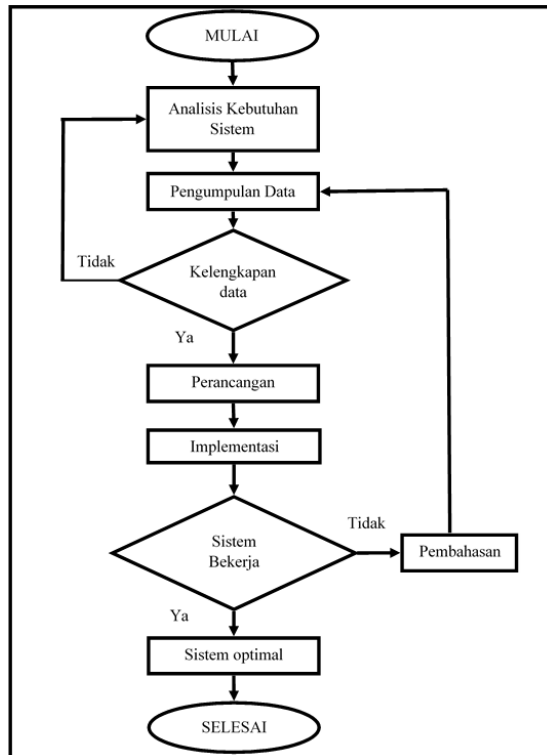 MULAI
Analisis Kebutuhan
Sistem
Pengumpulan Data
Tidak
Kelengkapan
data
Ya
Perancangan
Implementasi
Tidak
Sistem
Bekerja
Pembahasan
Ya
Sistem optimal
SELESAI